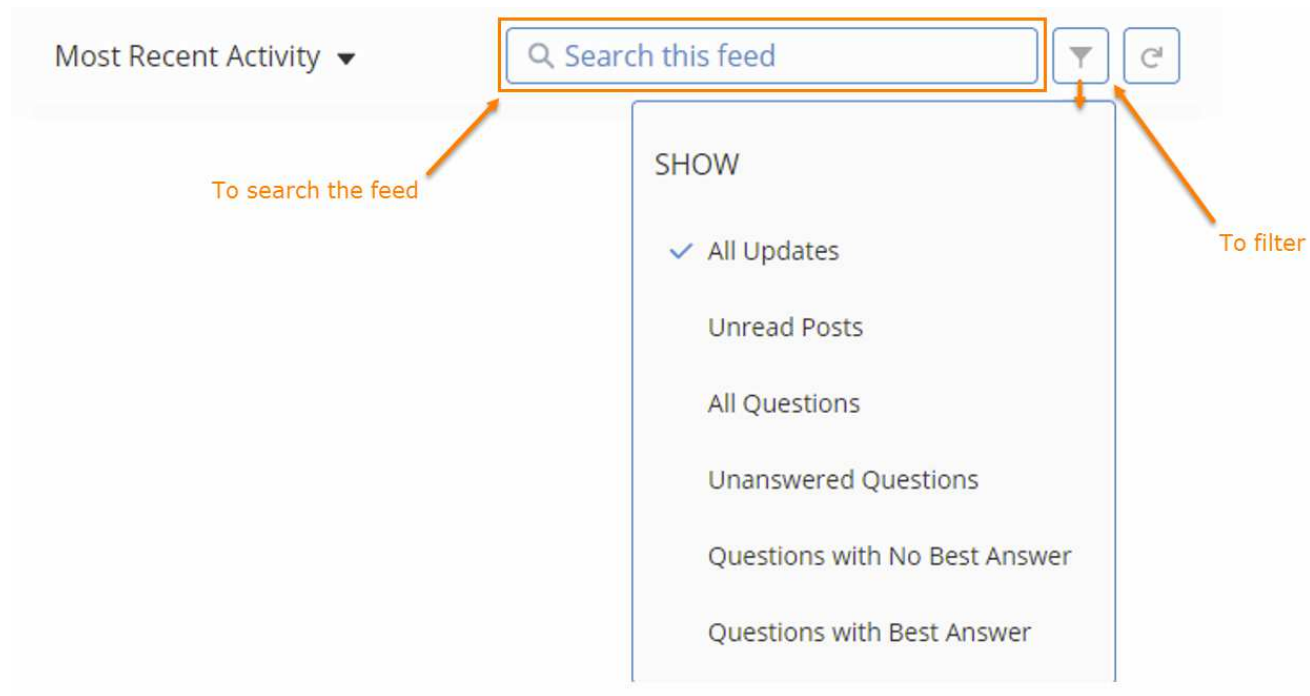 Most Recent Activity
Search this feed
SHOW
To search the feed
To filter
All Updates
Unread Posts
All Questions
Unanswered Questions
Questions with No Best Answer
Questions with Best Answer